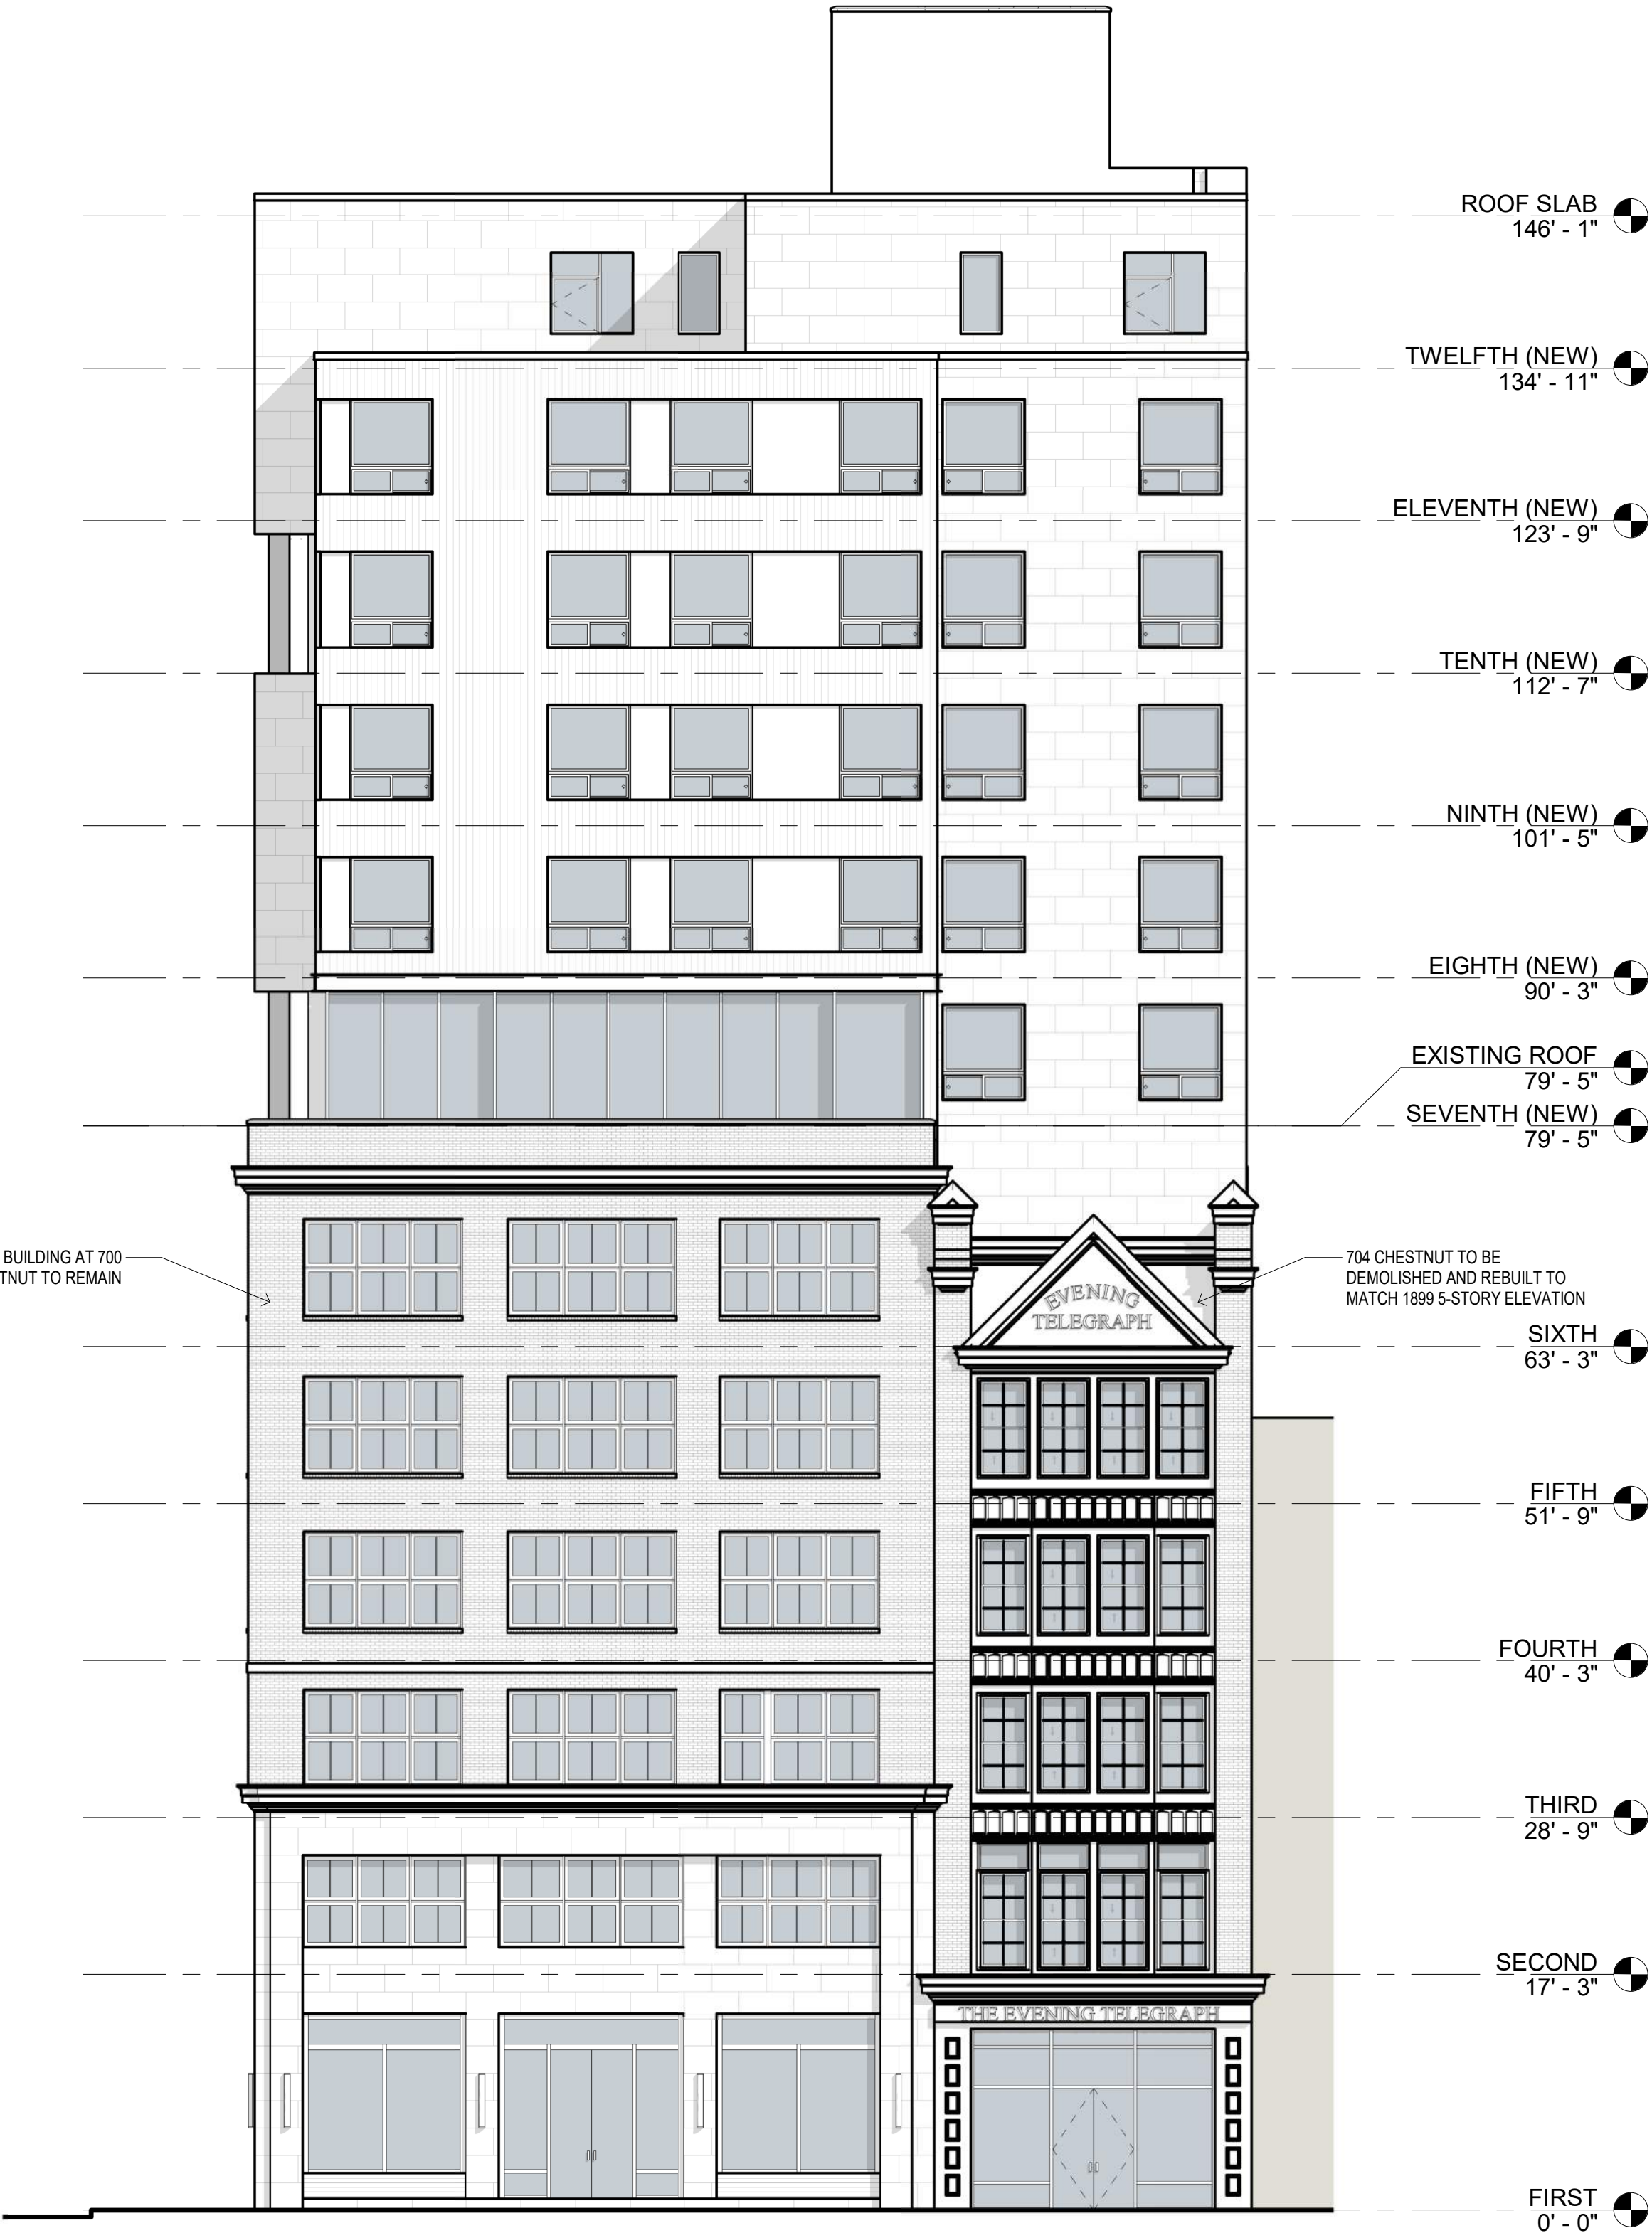 ROOF SLAB
146' - 1"
TWELFTH (NEW)
134' - 11"
ELEVENTH (NEW)
123' - 9"
TENTH (NEW)
112' - 7"
NINTH (NEW)
101' - 5"
EIGHTH (NEW)
90' - 3"
EXISTING ROOF
79' - 5"
SEVENTH (NEW)
79' - 5"
BUILDING AT 700
TNUT TO REMAIN
704 CHESTNUT TO BE
DEMOLISHED AND REBUILT TO
MATCH 1899 5-STORY ELEVATION
EVENING
TELEGRAPH
SIXTH
63' - 3"
FIFTH
51' - 9"
FOURTH
40' - 3"
THIRD
28' - 9"
SECOND
17' - 3"
THE EVENING TELEGRAPH
FIRST
0' - 0"